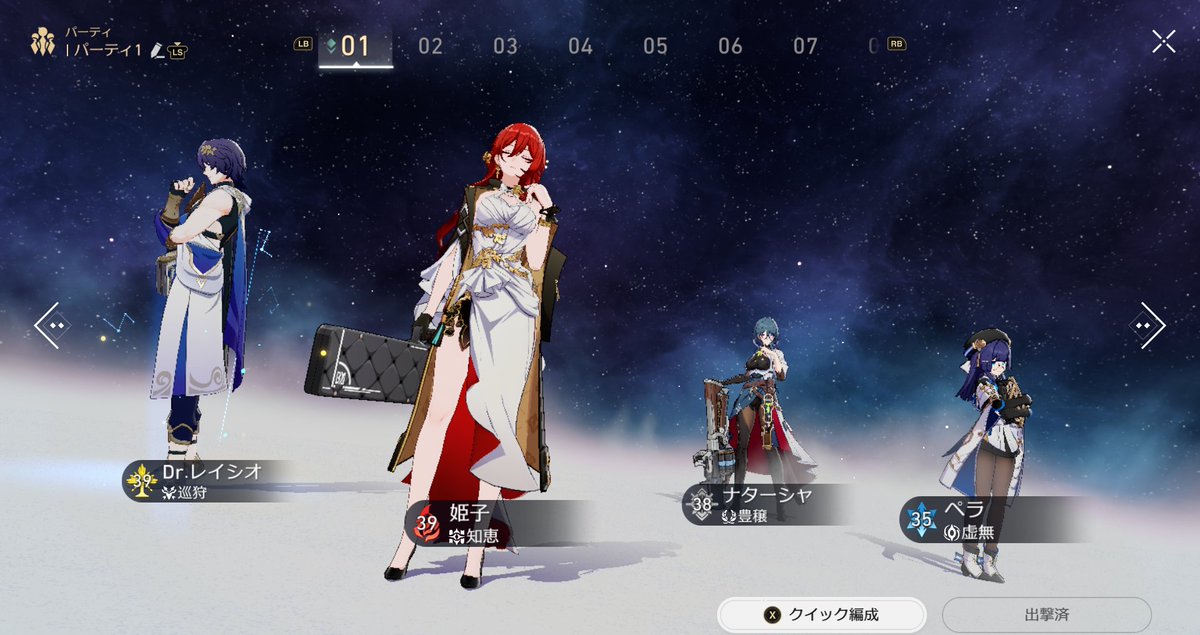 パーティ
パーティ1 LS
LB 01 02 03 04 05 06 07 0 RB
39 Dr.レイシオ
巡狩
39 姫子
知恵
38 ナターシャ
豊穣
35 ペラ
虚無
X クイック編成
出撃済